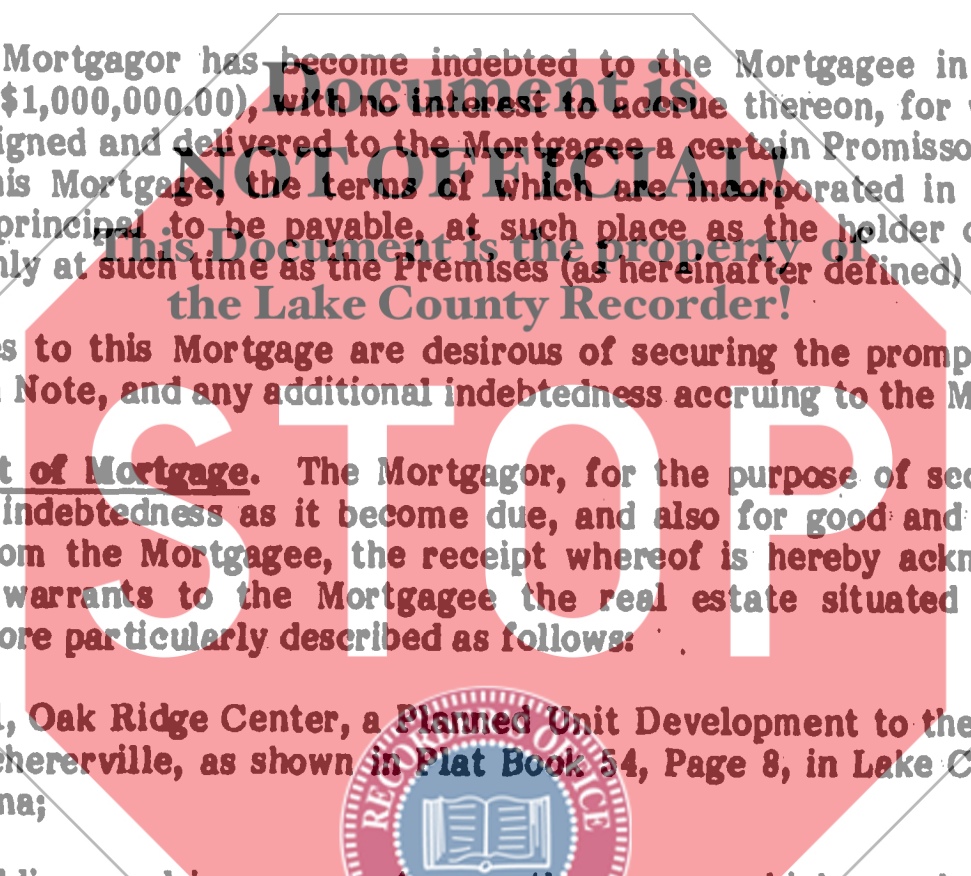 Mortgagor has become indebted to the Mortgagee in
Document is
$1,000,000.00), with no interest to accrue thereon, for
igned and delivered to the Mortgagee a certain Promisso
NOT OFFICIAL!
his Mortgage, the terms of which are incorporated in
principal to be payable, at such place as the holder
This Document is the property of
nly at such time as the Premises (as hereinafter defined)
the Lake County Recorder!
es to this Mortgage are desirous of securing the promp
Note, and any additional indebtedness accruing to the M
STOP
t of Mortgage. The Mortgagor, for the purpose of sec
indebtedness as it become due, and also for good and
om the Mortgagee, the receipt whereof is hereby ackn
warrants to the Mortgagee the real estate situated
ore particularly described as follows:
, Oak Ridge Center, a Planned Unit Development to the
chererville, as shown in Plat Book 54, Page 8, in Lake C
na;
RECORDER'S OFFICE